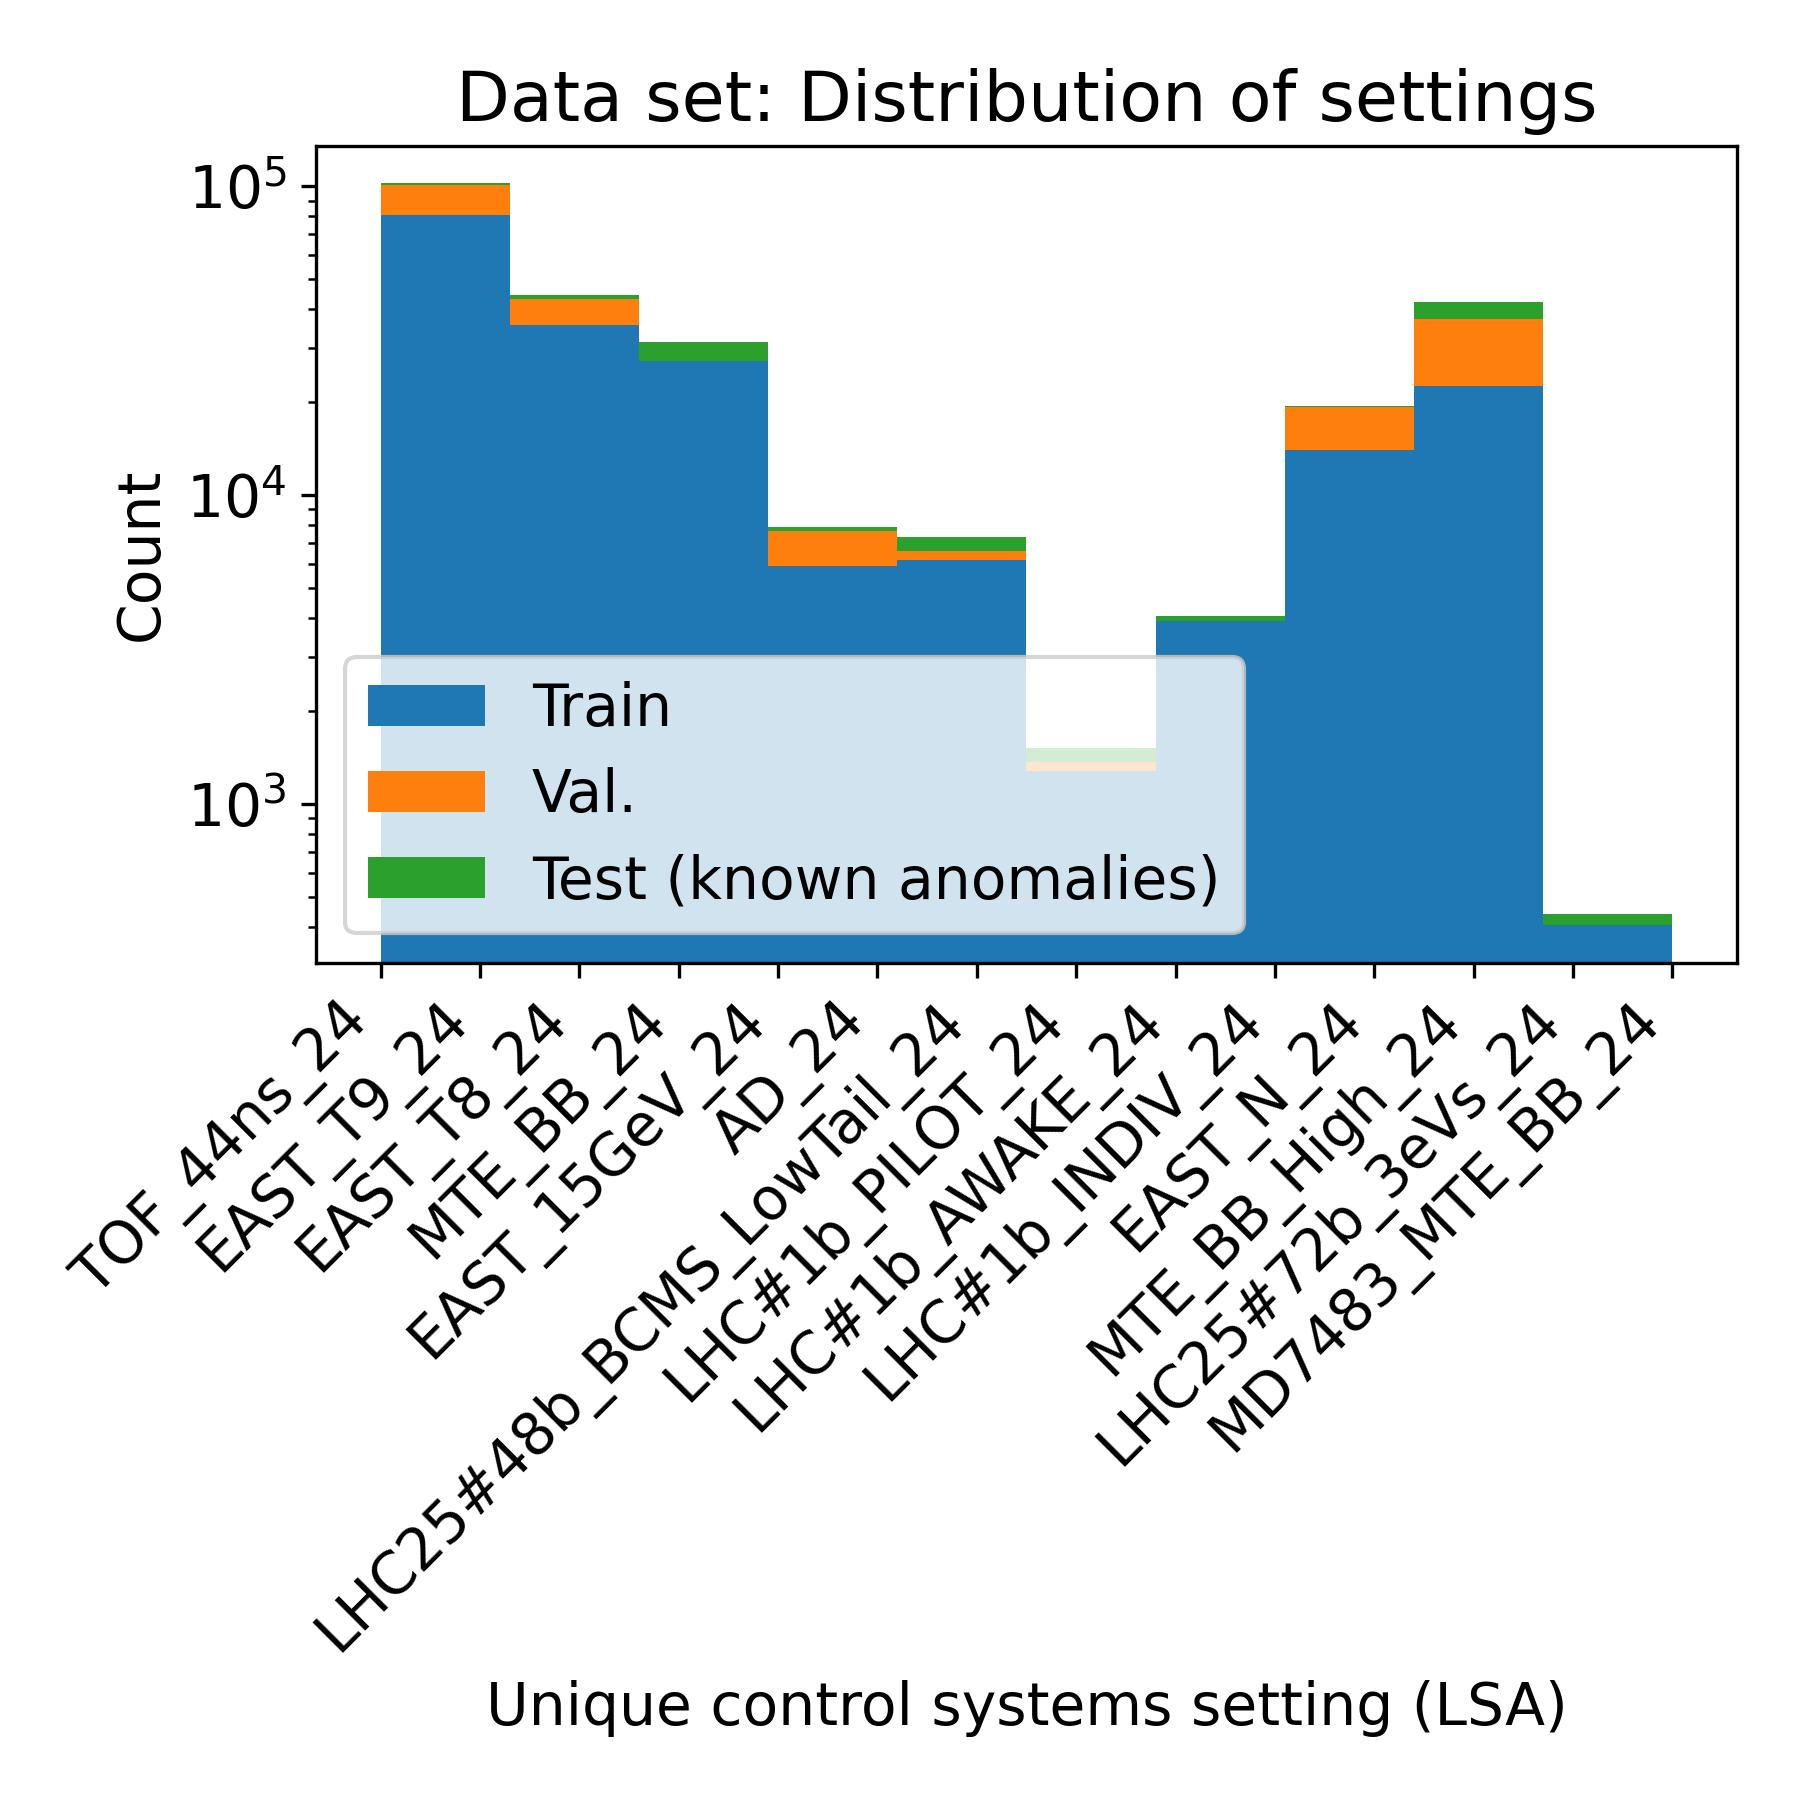 Data set: Distribution of settings
10^5
10^4
10^3
Count
Train
Val.
Test (known anomalies)
TOF_44ns_24
EAST_T9_24
EAST_T8_24
MTE_BB_24
EAST_15GeV_24
AD_24
LHC25#48b_BCMS_LowTail_24
LHC#1b_PILOT_24
LHC#1b_AWAKE_24
LHC#1b_INDIV_24
EAST_N_24
MTE_BB_High_24
LHC25#72b_3eVs_24
MD7483_MTE_BB_24
Unique control systems setting (LSA)